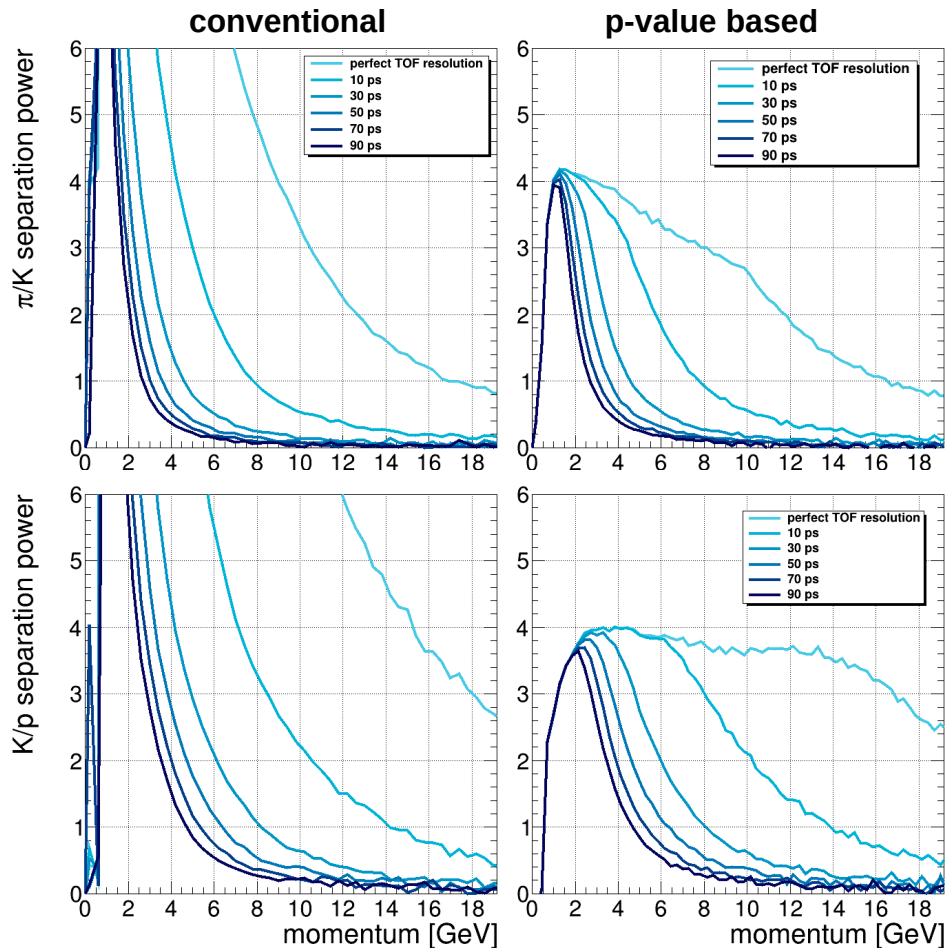 conventional
p-value based
π/K separation power
6
5
4
3
2
1
0
perfect TOF resolution
10 ps
30 ps
50 ps
70 ps
90 ps
0 2 4 6 8 10 12 14 16 18
6
5
4
3
2
1
0
perfect TOF resolution
10 ps
30 ps
50 ps
70 ps
90 ps
0 2 4 6 8 10 12 14 16 18
K/p separation power
6
5
4
3
2
1
0
0 2 4 6 8 10 12 14 16 18
momentum [GeV]
6
5
4
3
2
1
0
perfect TOF resolution
10 ps
30 ps
50 ps
70 ps
90 ps
0 2 4 6 8 10 12 14 16 18
momentum [GeV]